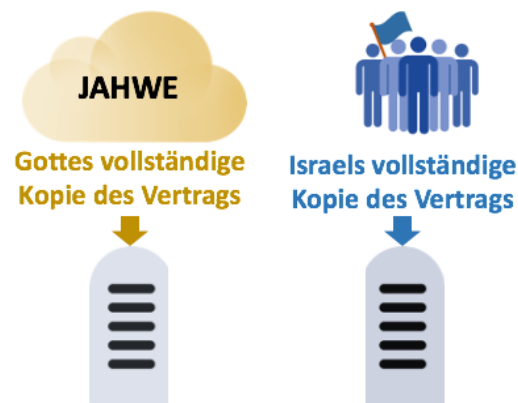 JAHWE
Gottes vollständige
Kopie des Vertrags
Israels vollständige
Kopie des Vertrags